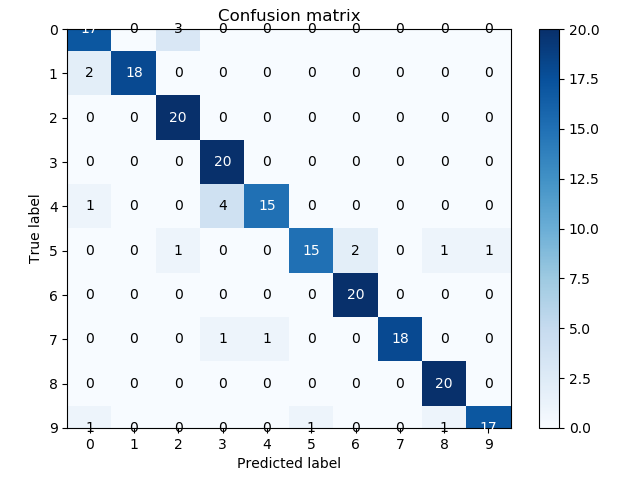 Confusion matrix
0 17 0 3 0 0 0 0 0 0 0 20.0
1 2 18 0 0 0 0 0 0 0 0 17.5
2 0 0 20 0 0 0 0 0 0 0 15.0
3 0 0 0 20 0 0 0 0 0 0 12.5
4 1 0 0 4 15 0 0 0 0 0 10.0
5 0 0 1 0 0 15 2 0 1 1 7.5
6 0 0 0 0 0 0 20 0 0 0 5.0
7 0 0 0 1 1 0 0 18 0 0 2.5
8 0 0 0 0 0 0 0 0 20 0
9 1 0 0 0 0 1 0 0 1 17 0.0
0 1 2 3 4 5 6 7 8 9
Predicted label
True label